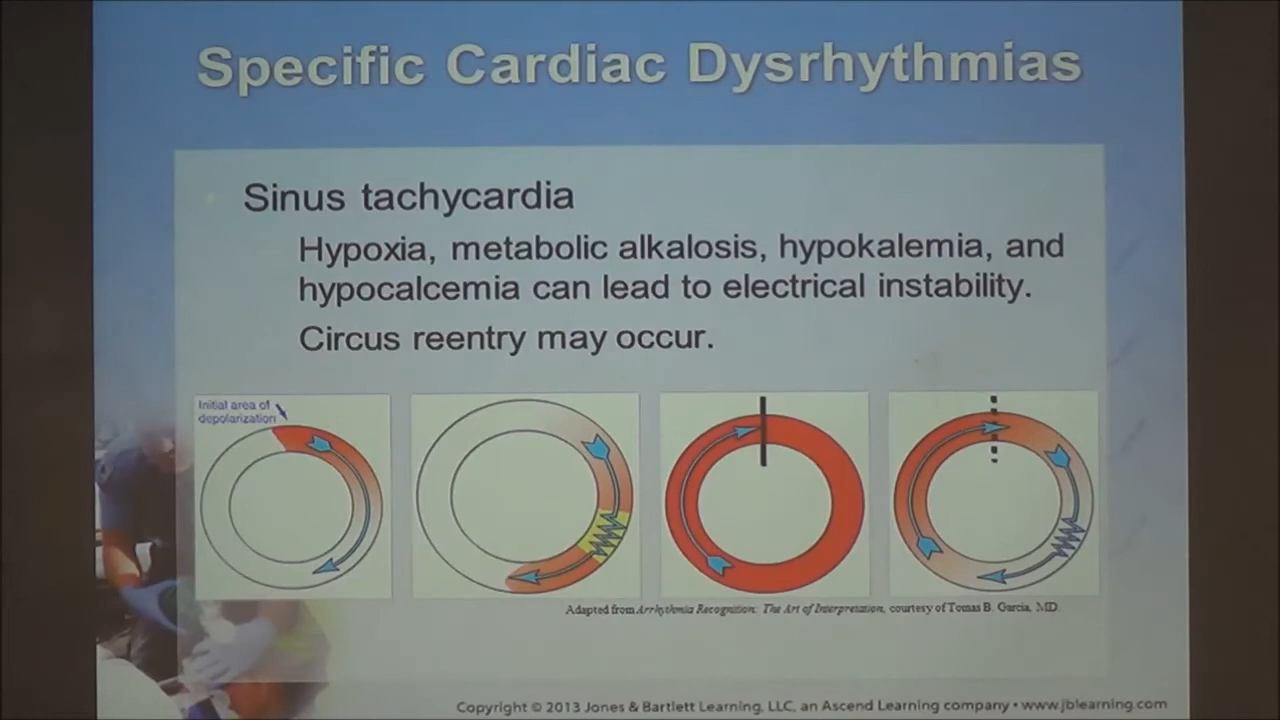 Specific Cardiac Dysrhythmias
Sinus tachycardia
Hypoxia, metabolic alkalosis, hypokalemia, and
hypocalcemia can lead to electrical instability.
Circus reentry may occur.
Initial area of
depolarization
Adapted from Arrhythmia Recognition: The Art of Interpretation, courtesy of Tomas B. Garcia, MD.
Copyright © 2013 Jones & Bartlett Learning, LLC, an Ascend Learning company • www.jblearning.com